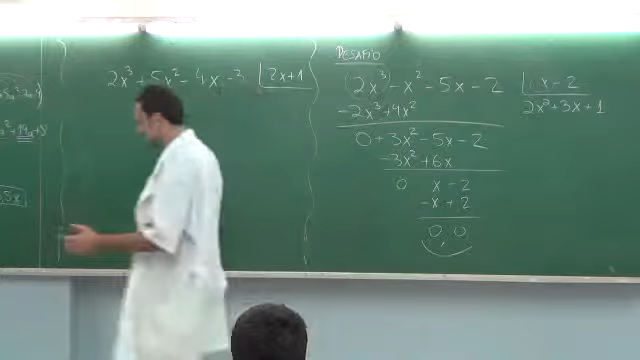 2x³ + 5x² - 4x - 3 | 2x+1
DESAFIO
2x³ - x² - 5x - 2 | x - 2
-2x³ + 4x²
2x² + 3x + 1
0 + 3x² - 5x - 2
-3x² + 6x
0 x - 2
-x + 2
0 0